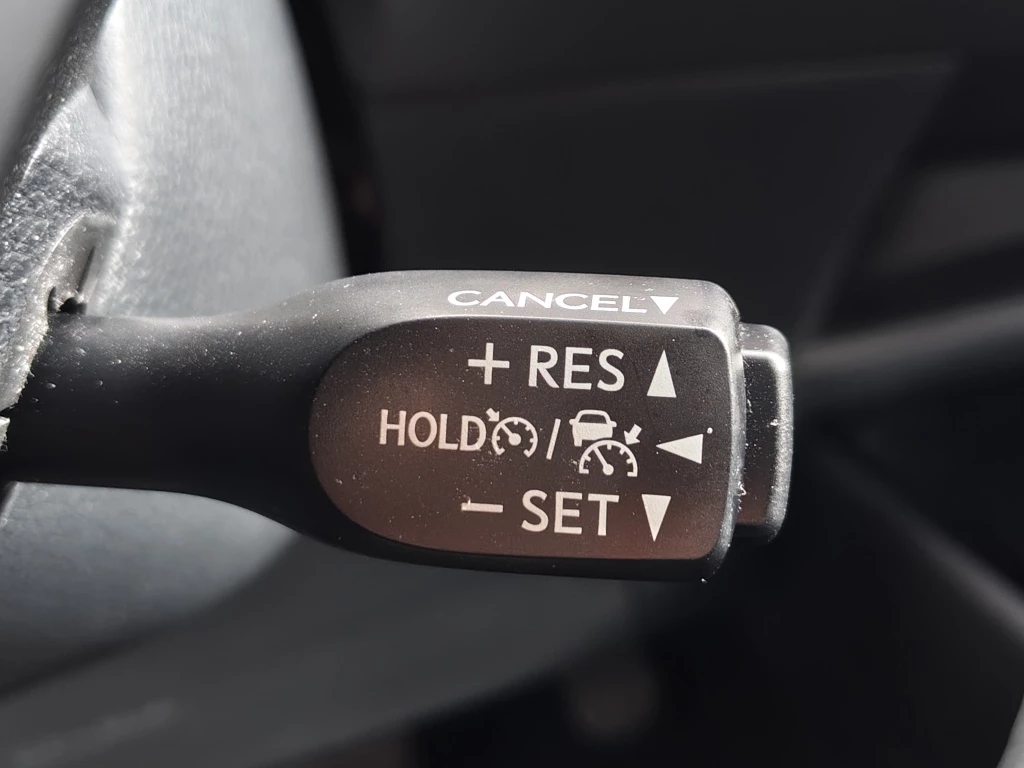 CANCEL▼
+ RES ▲
HOLD / ◀
− SET ▼